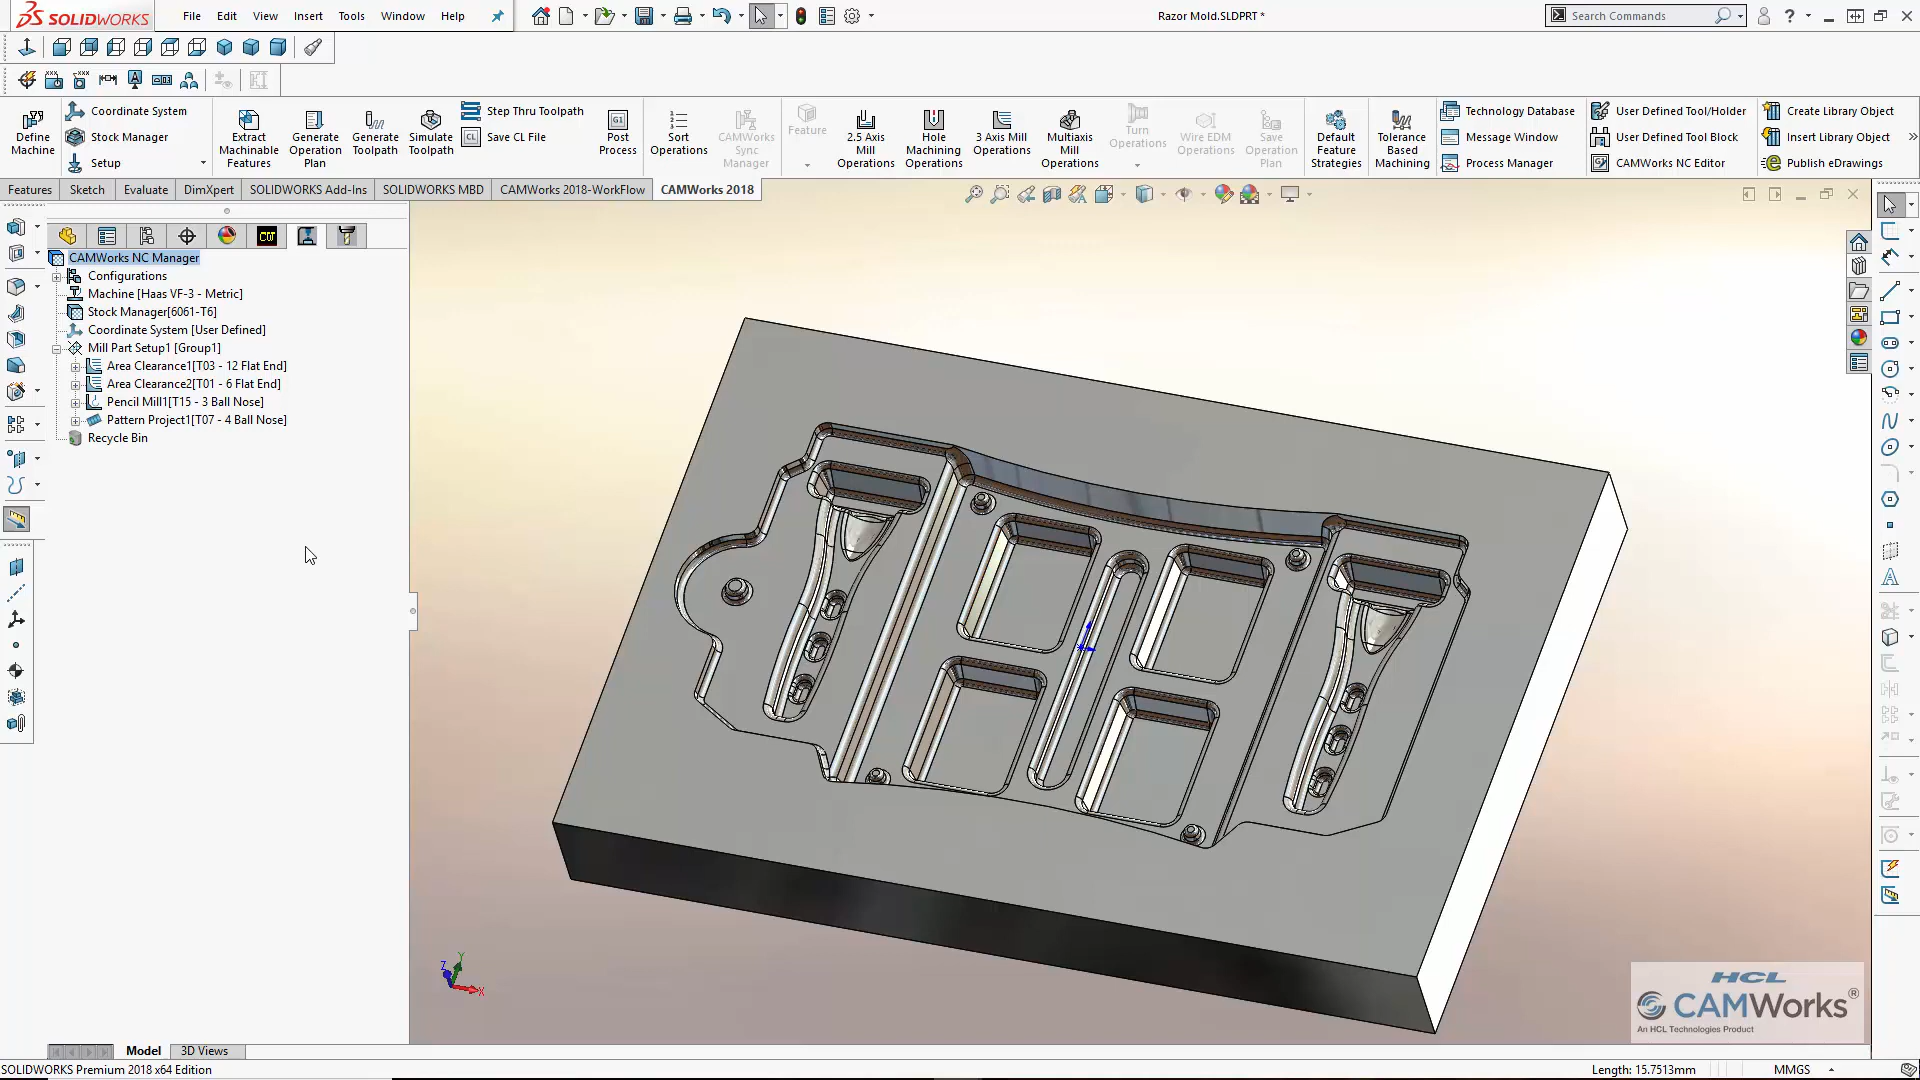 SOLIDWORKS
File Edit View Insert Tools Window Help
Razor Mold.SLDPRT *
Search Commands
Define Machine
Coordinate System
Stock Manager
Setup
Extract Machinable Features
Generate Operation Plan
Generate Toolpath
Simulate Toolpath
Step Thru Toolpath
Save CL File
Post Process
Sort Operations
CAMWorks Sync Manager
Feature
2.5 Axis Mill Operations
Hole Machining Operations
3 Axis Mill Operations
Multiaxis Mill Operations
Turn Operations
Wire EDM Operations
Save Operation Plan
Default Feature Strategies
Tolerance Based Machining
Technology Database
Message Window
Process Manager
User Defined Tool/Holder
User Defined Tool Block
CAMWorks NC Editor
Create Library Object
Insert Library Object
Publish eDrawings
Features Sketch Evaluate DimXpert SOLIDWORKS Add-Ins SOLIDWORKS MBD CAMWorks 2018-WorkFlow CAMWorks 2018
CAMWorks NC Manager
Configurations
Machine [Haas VF-3 - Metric]
Stock Manager[6061-T6]
Coordinate System [User Defined]
Mill Part Setup1 [Group1]
Area Clearance1[T03 - 12 Flat End]
Area Clearance2[T01 - 6 Flat End]
Pencil Mill1[T15 - 3 Ball Nose]
Pattern Project1[T07 - 4 Ball Nose]
Recycle Bin
Z Y X
HCL
CAMWorks®
An HCL Technologies Product
Model 3D Views
SOLIDWORKS Premium 2018 x64 Edition
Length: 15.7513mm
MMGS